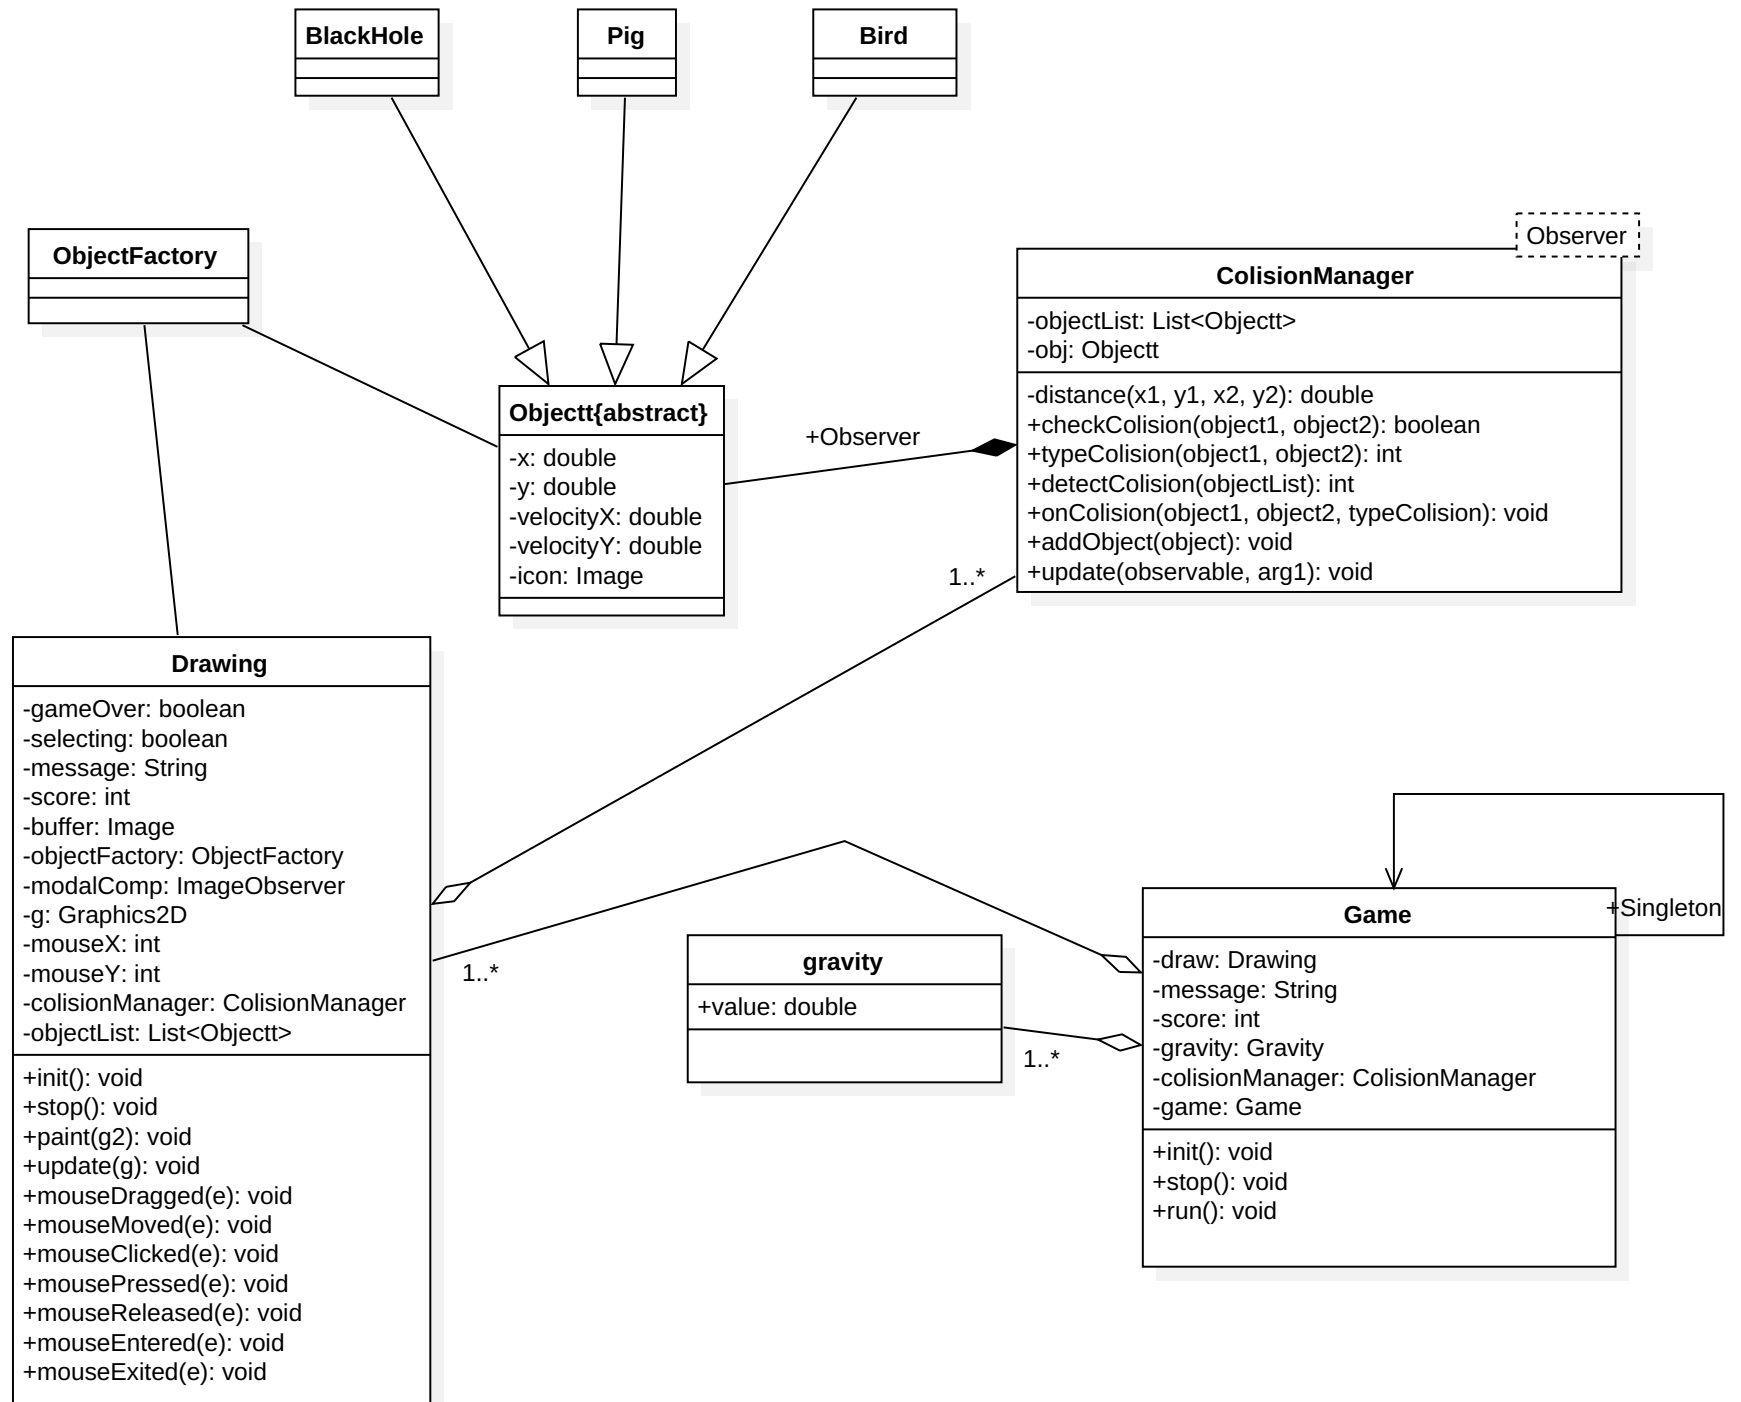 BlackHole
Pig
Bird
ObjectFactory
Observer
ColisionManager
-objectList: List<Objectt>
-obj: Objectt
-distance(x1, y1, x2, y2): double
+checkColision(object1, object2): boolean
+typeColision(object1, object2): int
+detectColision(objectList): int
+onColision(object1, object2, typeColision): void
+addObject(object): void
+update(observable, arg1): void
Objectt{abstract}
-x: double
-y: double
-velocityX: double
-velocityY: double
-icon: Image
+Observer
1..*
Drawing
-gameOver: boolean
-selecting: boolean
-message: String
-score: int
-buffer: Image
-objectFactory: ObjectFactory
-modalComp: ImageObserver
-g: Graphics2D
-mouseX: int
-mouseY: int
-colisionManager: ColisionManager
-objectList: List<Objectt>
+init(): void
+stop(): void
+paint(g2): void
+update(g): void
+mouseDragged(e): void
+mouseMoved(e): void
+mouseClicked(e): void
+mousePressed(e): void
+mouseReleased(e): void
+mouseEntered(e): void
+mouseExited(e): void
1..*
gravity
+value: double
1..*
Game
+Singleton
-draw: Drawing
-message: String
-score: int
-gravity: Gravity
-colisionManager: ColisionManager
-game: Game
+init(): void
+stop(): void
+run(): void